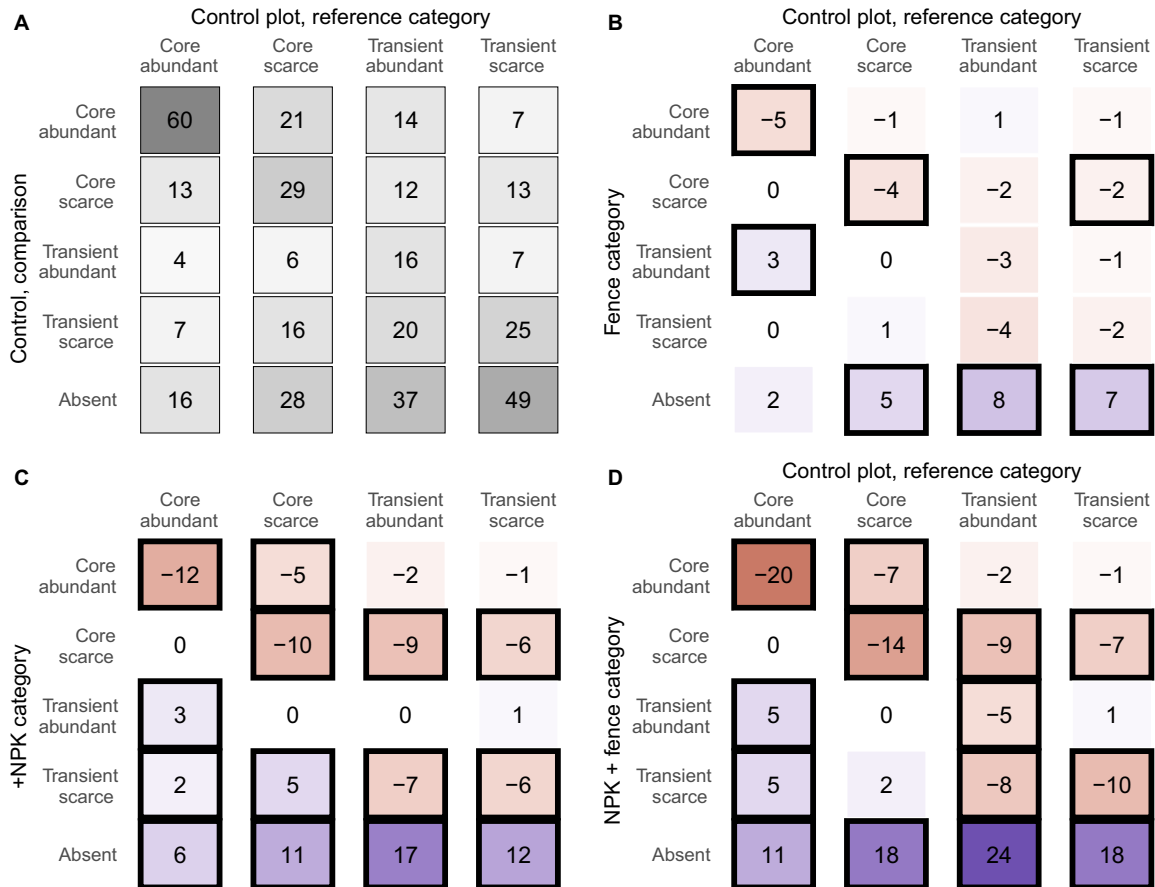 A
Control plot, reference category
Core abundant
Core scarce
Transient abundant
Transient scarce
Control, comparison
Core abundant
60 21 14 7
Core scarce
13 29 12 13
Transient abundant
4 6 16 7
Transient scarce
7 16 20 25
Absent
16 28 37 49
B
Control plot, reference category
Core abundant
Core scarce
Transient abundant
Transient scarce
Fence category
Core abundant
−5 −1 1 −1
Core scarce
0 −4 −2 −2
Transient abundant
3 0 −3 −1
Transient scarce
0 1 −4 −2
Absent
2 5 8 7
C
Core abundant
Core scarce
Transient abundant
Transient scarce
+NPK category
Core abundant
−12 −5 −2 −1
Core scarce
0 −10 −9 −6
Transient abundant
3 0 0 1
Transient scarce
2 5 −7 −6
Absent
6 11 17 12
D
Control plot, reference category
Core abundant
Core scarce
Transient abundant
Transient scarce
NPK + fence category
Core abundant
−20 −7 −2 −1
Core scarce
0 −14 −9 −7
Transient abundant
5 0 −5 1
Transient scarce
5 2 −8 −10
Absent
11 18 24 18